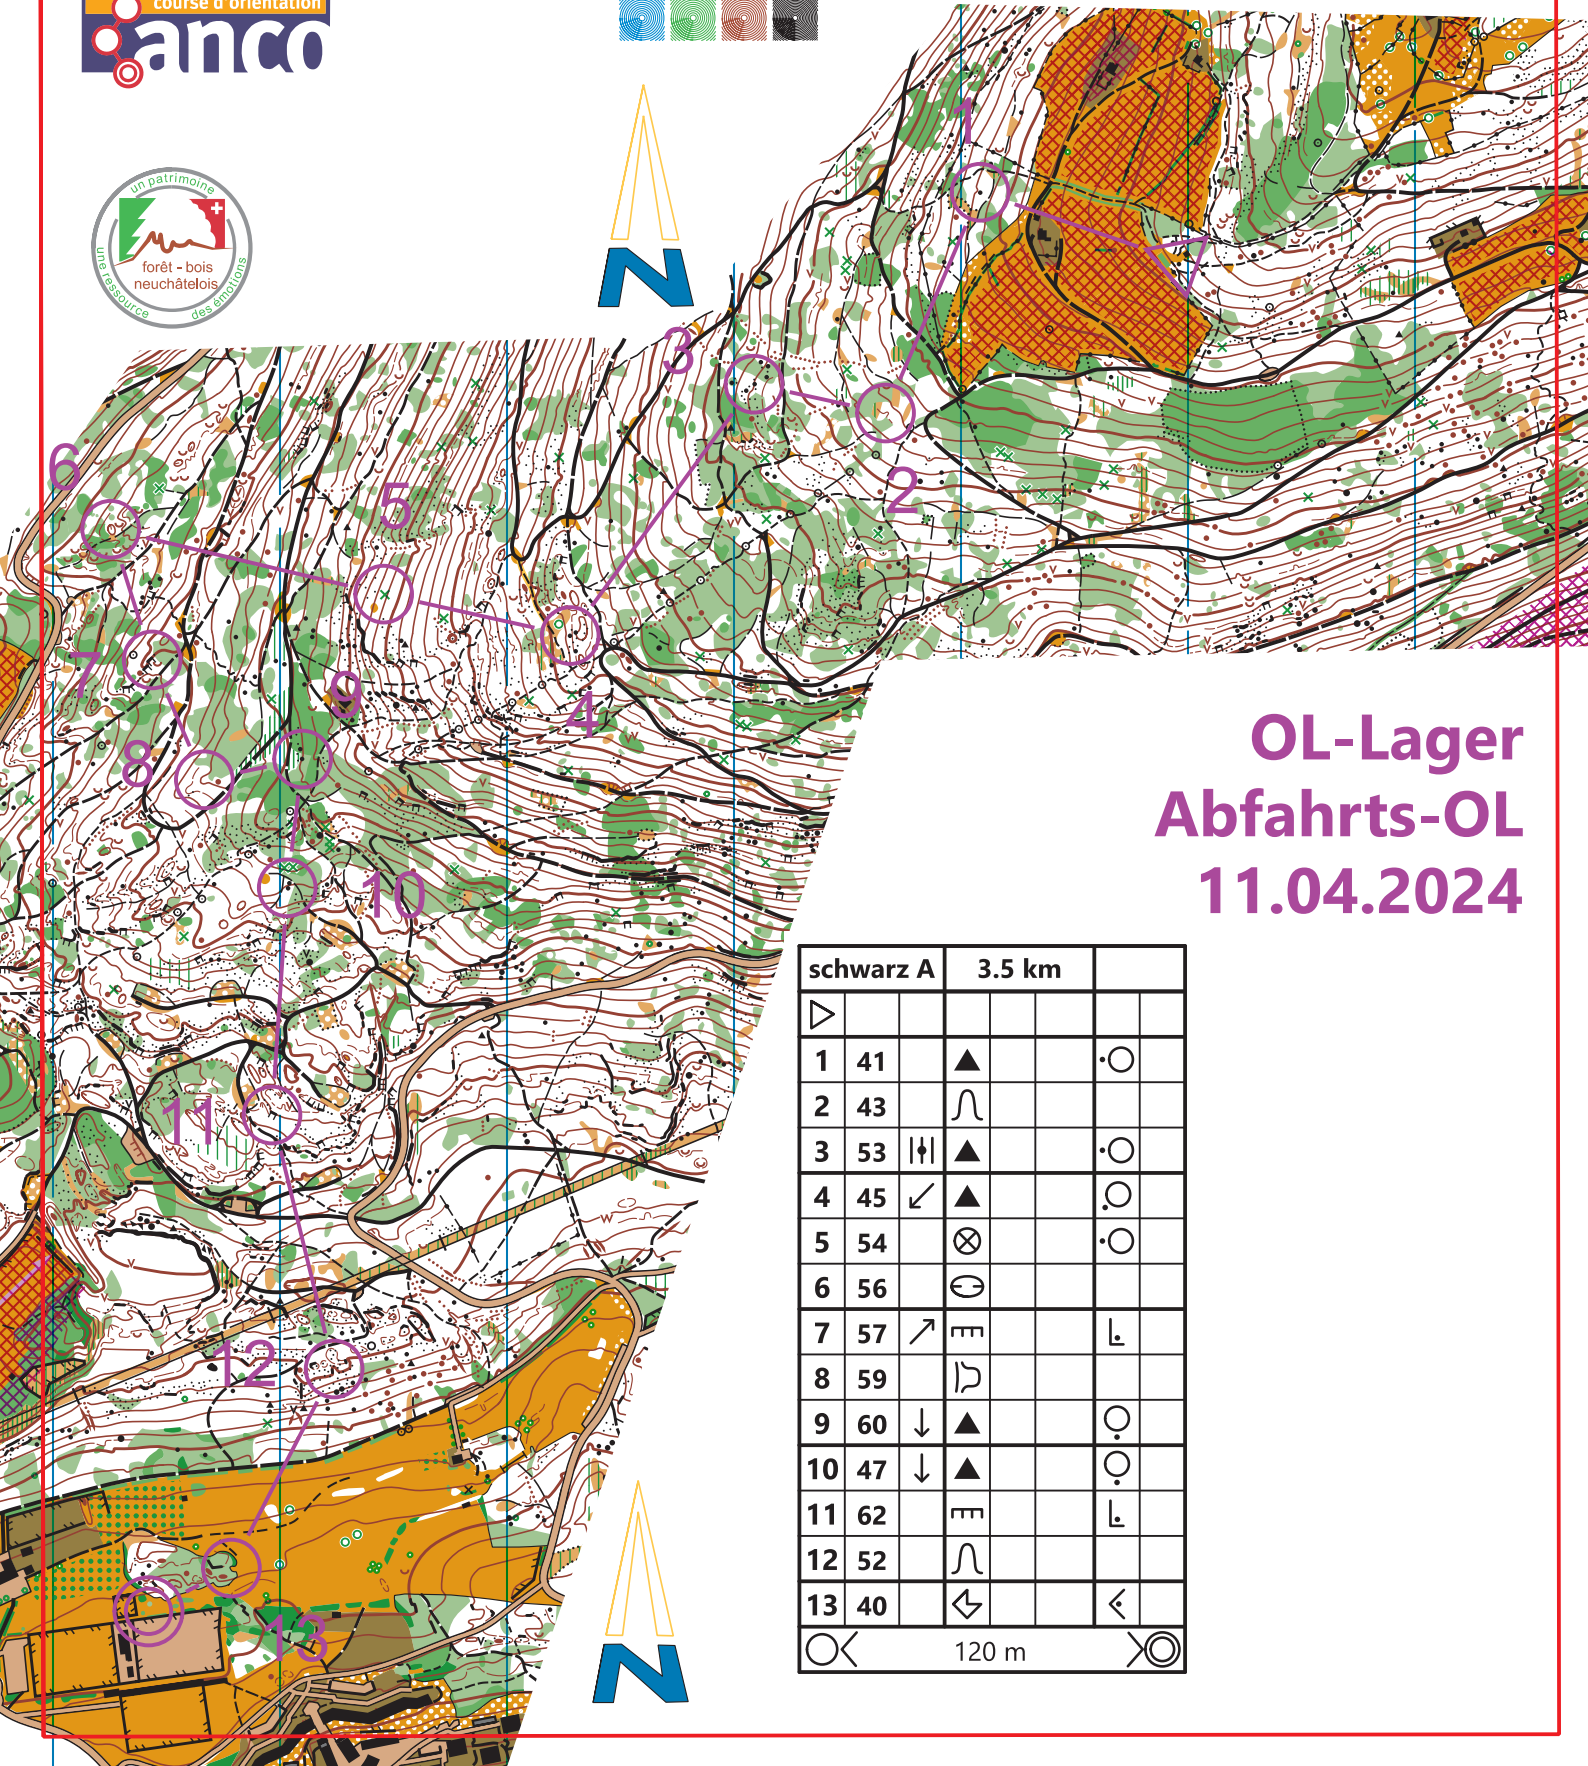 course d'orientation
anco
un patrimoine
une ressource
des émotions
forêt - bois
neuchâtelois
N
1
2
3
4
5
6
7
8
9
10
11
12
13
OL-Lager
Abfahrts-OL
11.04.2024
schwarz A 3.5 km
1 41
2 43
3 53
4 45
5 54
6 56
7 57
8 59
9 60
10 47
11 62
12 52
13 40
120 m
N